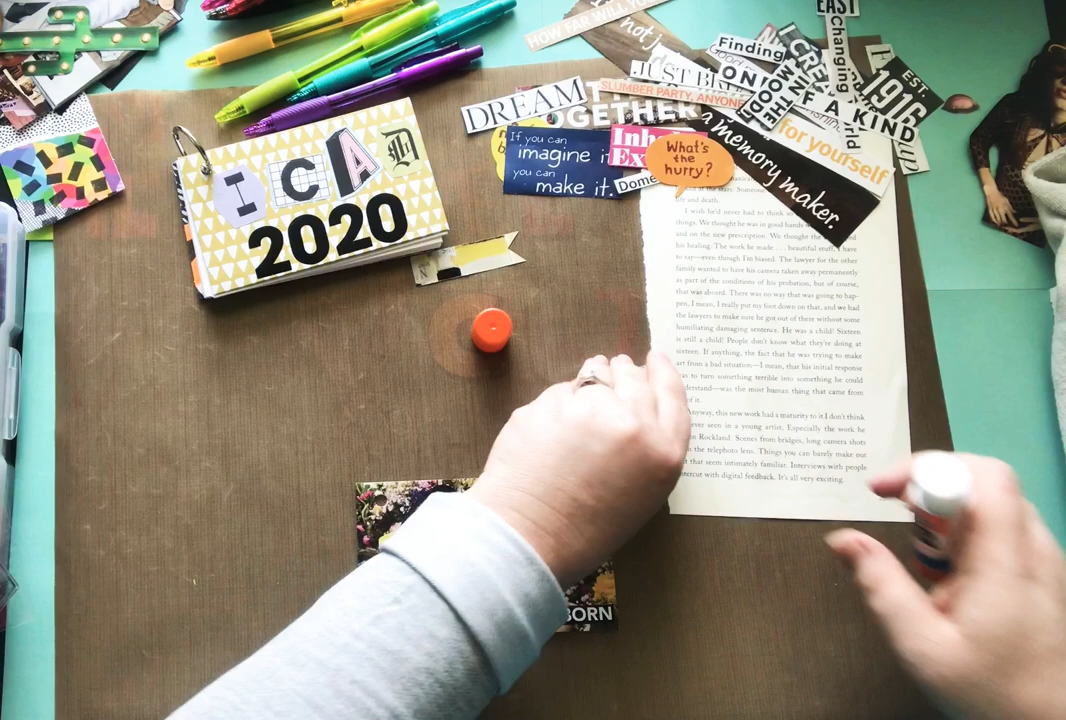 HOW FAR WILL YOU
not j
EAST
Changing
Finding
Good
JUST BE
ONE
OF A KIND
EST.
1916
DREAM
TOGETHER
SLUMBER PARTY, ANYONE?
for yourself
a memory maker.
If you can
imagine i
you can
make it.
What's
the
hurry?
ICAD
2020
N
and death.
I wish he'd never had to think so
things. We thought he was in good hands
and on the new prescription. We thought the
his healing. The work he made . . . beautiful stuff, I have
to say—even though I'm biased. The lawyer for the other
family wanted to have his camera taken away permanently
as part of the conditions of his probation, but of course,
that was absurd. There was no way that was going to hap-
pen, I mean, I really put my foot down on that, and we had
the lawyers to make sure he got out of there without some
humiliating damaging sentence. He was a child! Sixteen
is still a child! People don't know what they're doing at
sixteen. If anything, the fact that he was trying to make
art from a bad situation—I mean, that his initial response
was to turn something terrible into something he could
derstand—was the most human thing that came from
of it.
Anyway, this new work had a maturity to it I don't think
ever seen in a young artist. Especially the work he
n Rockland. Scenes from bridges, long camera shots
the telephoto lens. Things you can barely make out
t that seem intimately familiar. Interviews with people
tercut with digital feedback. It's all very exciting.
BORN